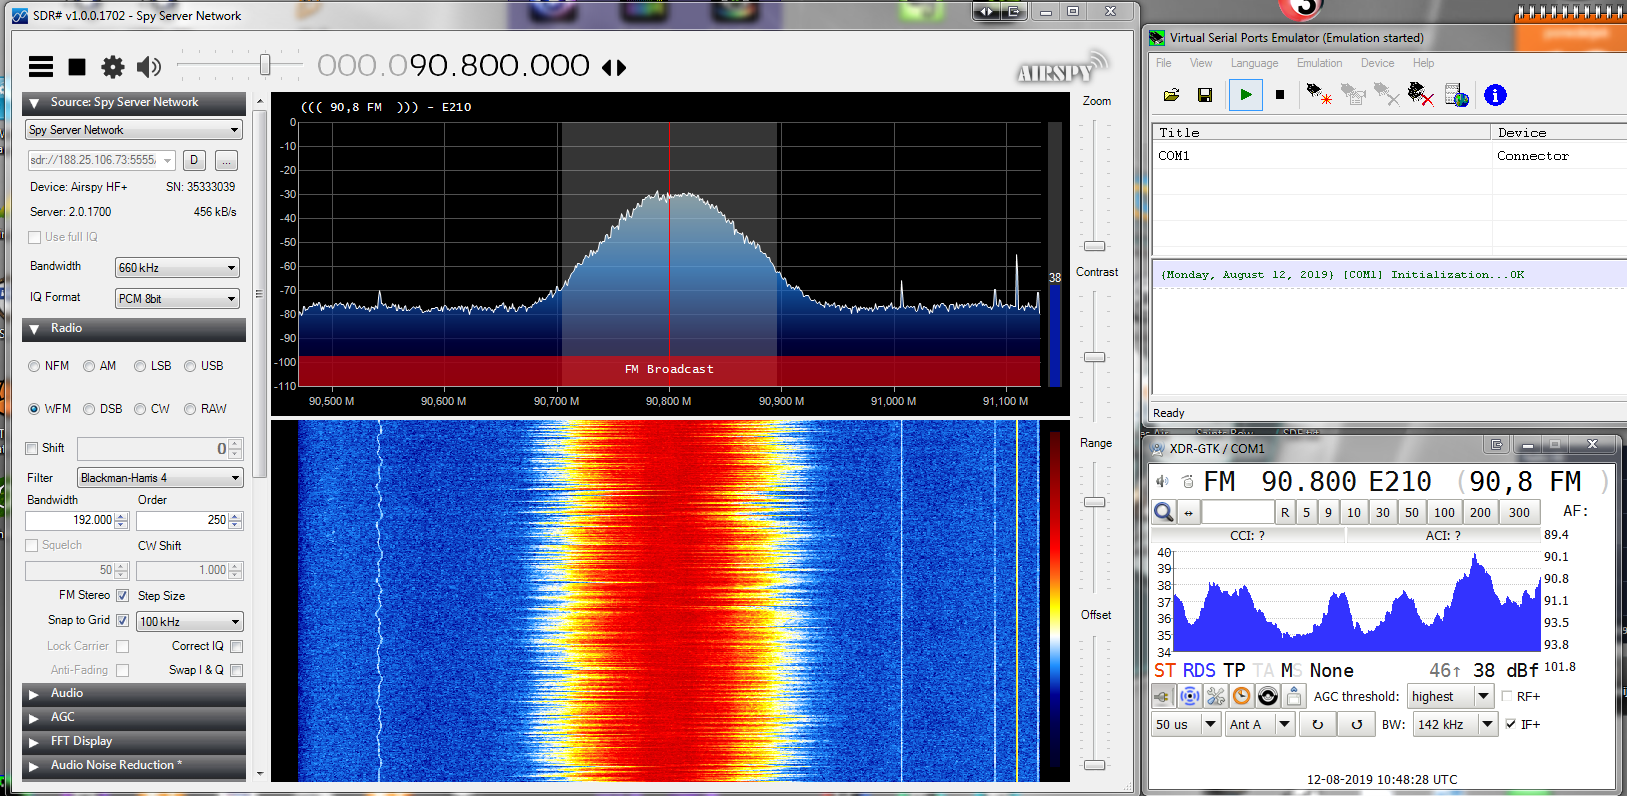 SDR# v1.0.0.1702 - Spy Server Network
000.090.800.000
AIRSPY
Source: Spy Server Network
Spy Server Network
sdr://188.25.106.73:5555/
D
...
Device: Airspy HF+ SN: 35333039
Server: 2.0.1700 456 kB/s
Use full IQ
Bandwidth 660 kHz
IQ Format PCM 8bit
Radio
NFM AM LSB USB
WFM DSB CW RAW
Shift 0
Filter Blackman-Harris 4
Bandwidth Order
192.000 250
Squelch CW Shift
50 1.000
FM Stereo Step Size
Snap to Grid 100 kHz
Lock Carrier Correct IQ
Anti-Fading Swap I & Q
Audio
AGC
FFT Display
Audio Noise Reduction *
((( 90,8 FM ))) - E210
0
-10
-20
-30
-40
-50
-60
-70
-80
-90
-100
-110
38
FM Broadcast
90,500 M 90,600 M 90,700 M 90,800 M 90,900 M 91,000 M 91,100 M
Zoom
Contrast
Range
Offset
Virtual Serial Ports Emulator (Emulation started)
File View Language Emulation Device Help
Title Device
COM1 Connector
{Monday, August 12, 2019} [COM1] Initialization...OK
Ready
XDR-GTK / COM1
FM 90.800 E210 (90,8 FM )
R 5 9 10 30 50 100 200 300 AF:
CCI: ? ACI: ?
40
39
38
37
36
35
34
89.4
90.1
90.8
91.1
93.5
93.8
101.8
ST RDS TP TA MS None 46↑ 38 dBf
AGC threshold: highest RF+
50 us Ant A ↻ ↺ BW: 142 kHz IF+
12-08-2019 10:48:28 UTC